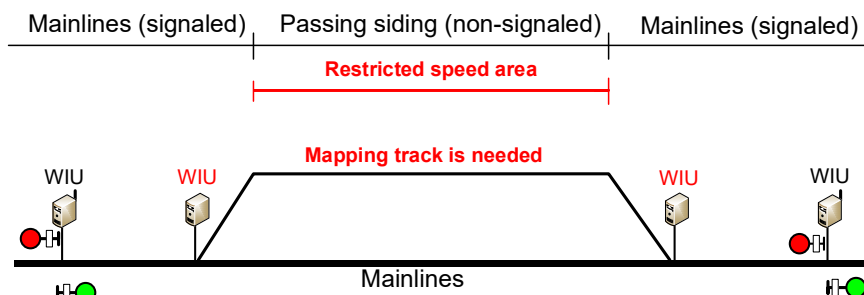 Mainlines (signaled) Passing siding (non-signaled) Mainlines (signaled)
Restricted speed area
Mapping track is needed
WIU WIU WIU WIU
Mainlines